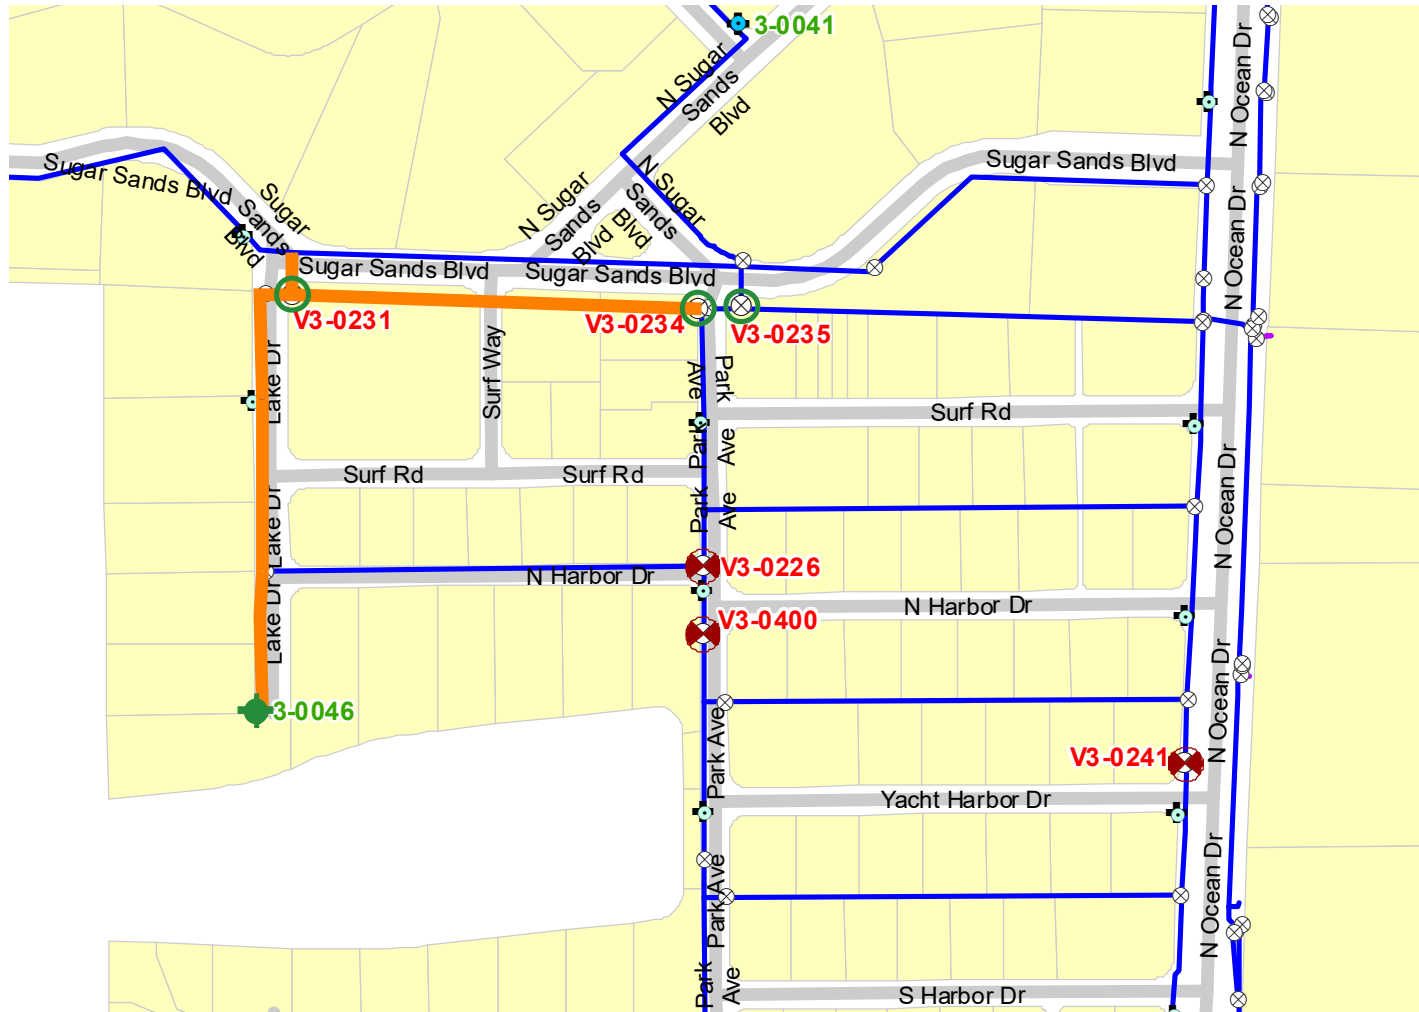 3-0041
N Sugar
Sands
Blvd
N Ocean Dr
Sugar Sands Blvd
Sugar Sands Blvd
Sugar
Sands
Blvd
N Sugar
Sands
Blvd
N Sugar
Sands
Blvd
N Ocean Dr
Sugar Sands Blvd
Sugar Sands Blvd
V3-0231
V3-0234
V3-0235
Lake Dr
Surf Way
Park
Ave
Surf Rd
Park
Ave
Surf Rd
Surf Rd
Lake Dr
Park
Ave
N Ocean Dr
V3-0226
N Harbor Dr
N Harbor Dr
Lake Dr
V3-0400
N Ocean Dr
3-0046
Park Ave
V3-0241
Yacht Harbor Dr
Park Ave
N Ocean Dr
Park
Ave
S Harbor Dr